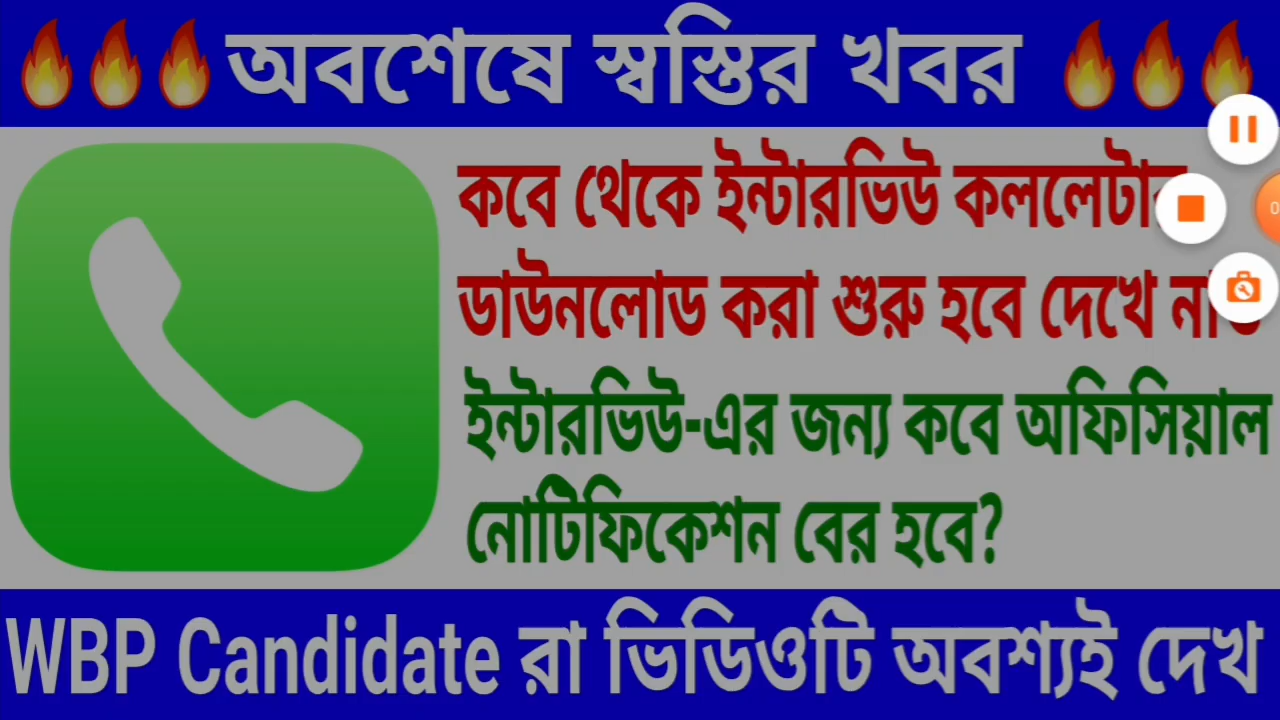 অবশেষে স্বস্তির খবর
কবে থেকে ইন্টারভিউ
ডাউনলোড করা শুরু হবে দেখে
ইন্টারভিউ-এর জন্য কবে অফিসিয়াল
নোটিফিকেশন বের হবে?
WBP Candidate রা ভিডিওটি অবশ্যই দেখ